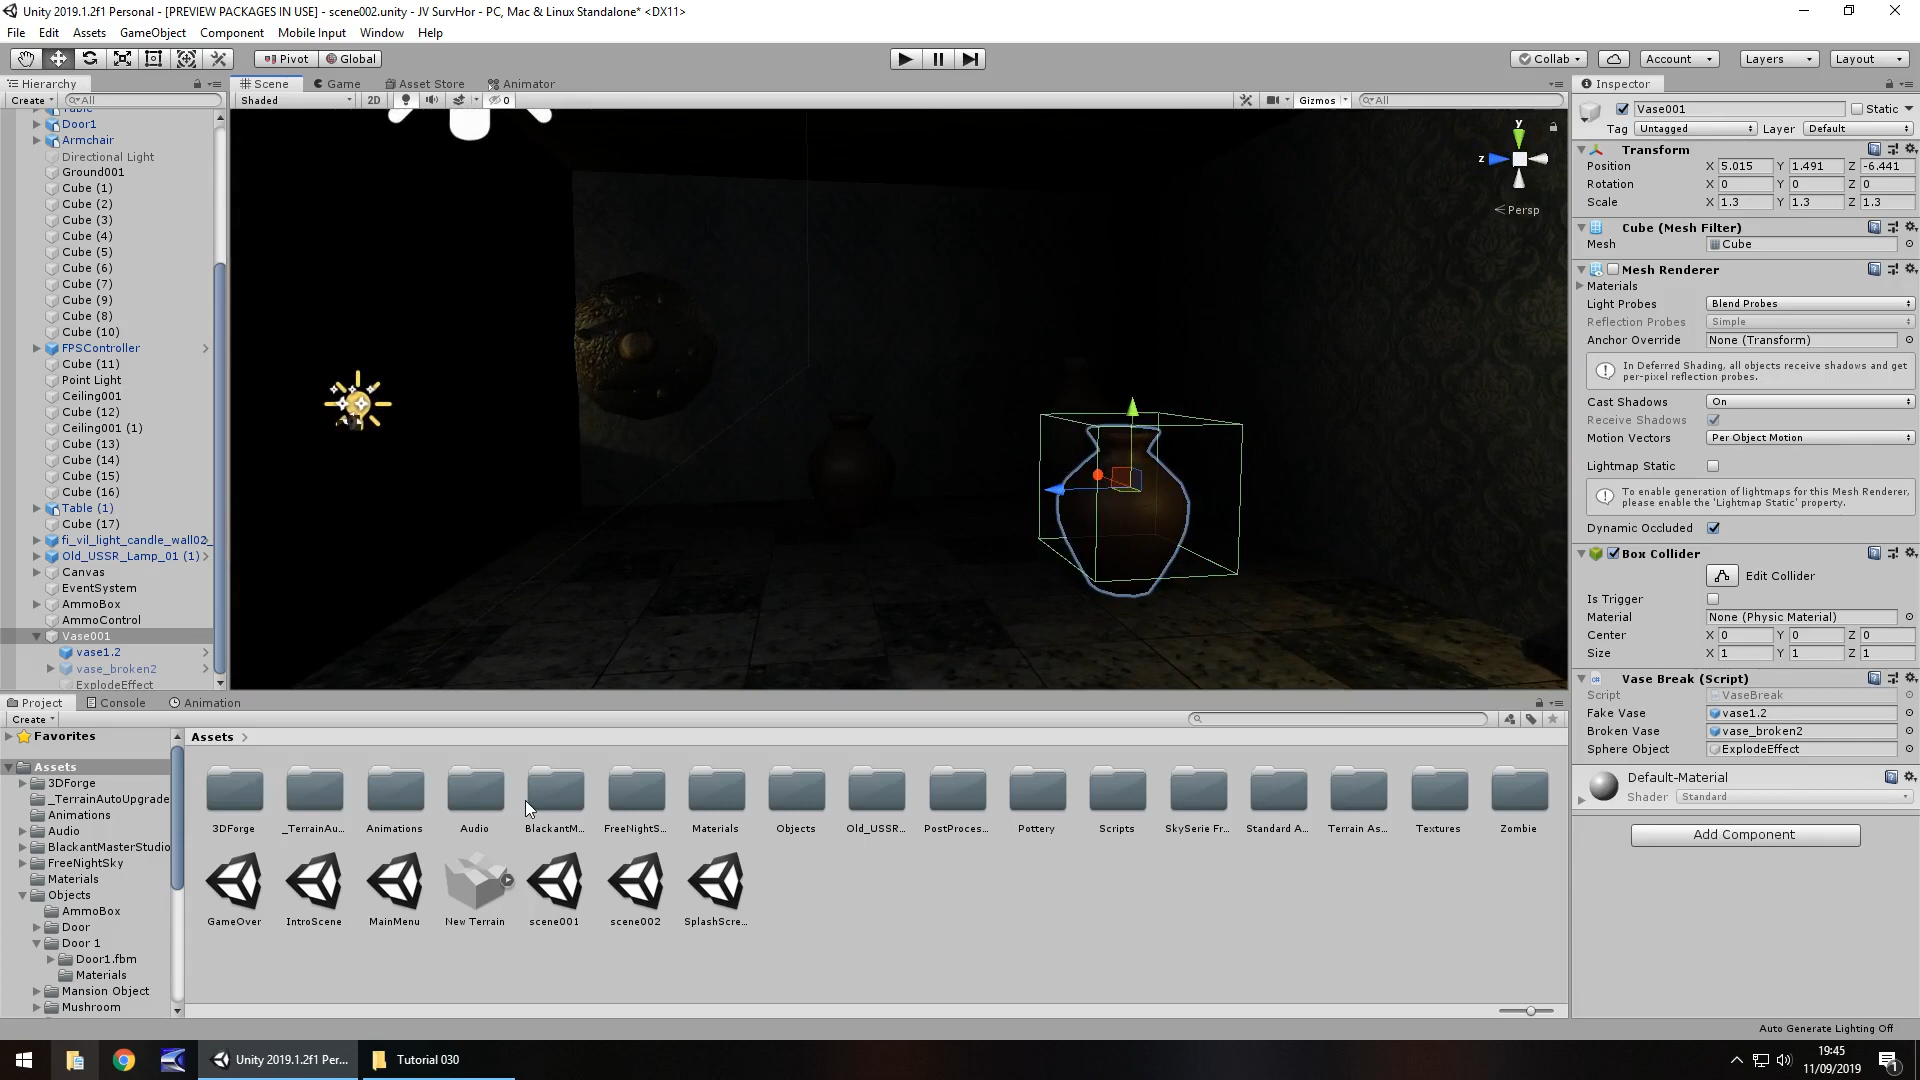 Unity 2019.1.2f1 Personal - [PREVIEW PACKAGES IN USE] - scene002.unity - JV SurvHor - PC, Mac & Linux Standalone* <DX11>
File Edit Assets GameObject Component Mobile Input Window Help
Pivot Global Collab Account Layers Layout
Hierarchy Scene Game Asset Store Animator Inspector
Create All Shaded 2D 0 Gizmos All
Door1
Armchair
Directional Light
Ground001
Cube (1)
Cube (2)
Cube (3)
Cube (4)
Cube (5)
Cube (6)
Cube (7)
Cube (9)
Cube (8)
Cube (10)
FPSController
Cube (11)
Point Light
Ceiling001
Cube (12)
Ceiling001 (1)
Cube (13)
Cube (14)
Cube (15)
Cube (16)
Table (1)
Cube (17)
fi_vil_light_candle_wall02_
Old_USSR_Lamp_01 (1)
Canvas
EventSystem
AmmoBox
AmmoControl
Vase001
vase1.2
vase_broken2
ExplodeEffect
y
z
Persp
Vase001 Static
Tag Untagged Layer Default
Transform
Position X 5.015 Y 1.491 Z -6.441
Rotation X 0 Y 0 Z 0
Scale X 1.3 Y 1.3 Z 1.3
Cube (Mesh Filter)
Mesh Cube
Mesh Renderer
Materials
Light Probes Blend Probes
Reflection Probes Simple
Anchor Override None (Transform)
In Deferred Shading, all objects receive shadows and get
per-pixel reflection probes.
Cast Shadows On
Receive Shadows
Motion Vectors Per Object Motion
Lightmap Static
To enable generation of lightmaps for this Mesh Renderer,
please enable the 'Lightmap Static' property.
Dynamic Occluded
Box Collider
Edit Collider
Is Trigger
Material None (Physic Material)
Center X 0 Y 0 Z 0
Size X 1 Y 1 Z 1
Vase Break (Script)
Script VaseBreak
Fake Vase vase1.2
Broken Vase vase_broken2
Sphere Object ExplodeEffect
Default-Material
Shader Standard
Add Component
Project Console Animation
Create
Favorites
Assets
3DForge
_TerrainAutoUpgrade
Animations
Audio
BlackantMasterStudio
FreeNightSky
Materials
Objects
AmmoBox
Door
Door 1
Door1.fbm
Materials
Mansion Object
Mushroom
Assets
3DForge _TerrainAu... Animations Audio BlackantM... FreeNightS... Materials Objects Old_USSR... PostProces... Pottery Scripts SkySerie Fr... Standard A... Terrain As... Textures Zombie
GameOver IntroScene MainMenu New Terrain scene001 scene002 SplashScre...
Auto Generate Lighting Off
Unity 2019.1.2f1 Per... Tutorial 030
19:45
11/09/2019
1